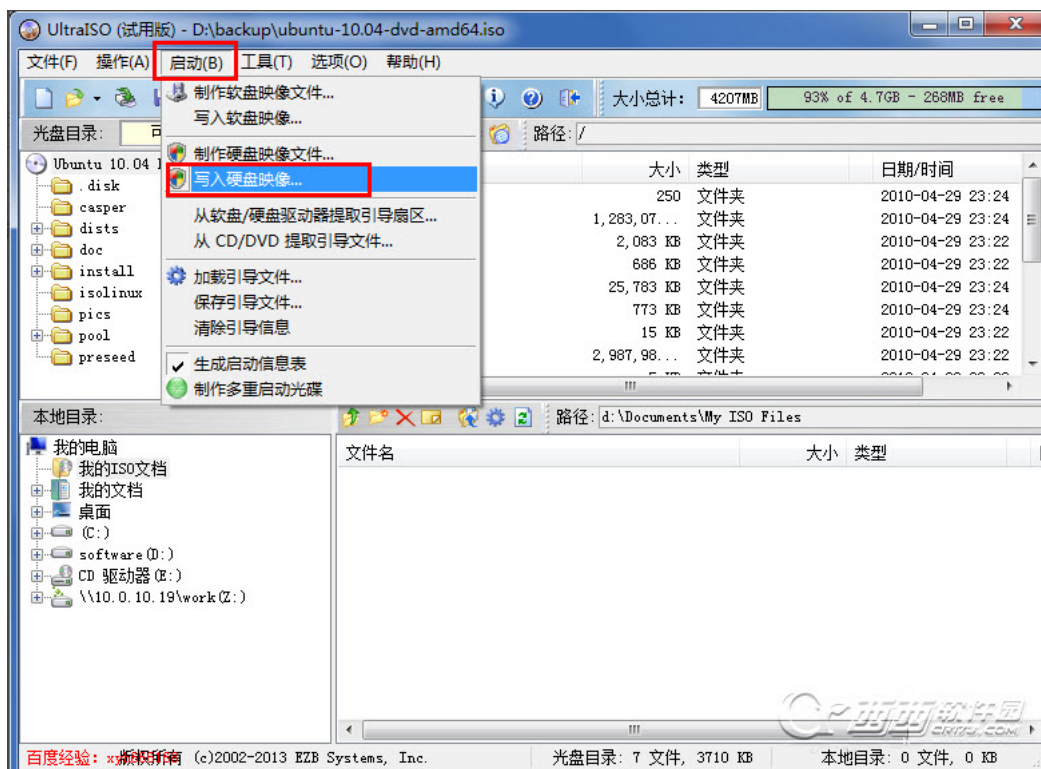 UltraISO (试用版) - D:\backup\ubuntu-10.04-dvd-amd64.iso
文件(F) 操作(A) 启动(B) 工具(T) 选项(O) 帮助(H)
大小总计: 4207MB 93% of 4.7GB - 268MB free
制作软盘映像文件...
写入软盘映像...
制作硬盘映像文件...
写入硬盘映像...
从软盘/硬盘驱动器提取引导扇区...
从 CD/DVD 提取引导文件...
加载引导文件...
保存引导文件...
清除引导信息
生成启动信息表
制作多重启动光碟
光盘目录: 路径: /
Ubuntu 10.04
.disk
casper
dists
doc
install
isolinux
pics
pool
preseed
大小 类型 日期/时间
250 文件夹 2010-04-29 23:24
1,283,07... 文件夹 2010-04-29 23:24
2,083 KB 文件夹 2010-04-29 23:22
686 KB 文件夹 2010-04-29 23:22
25,783 KB 文件夹 2010-04-29 23:24
773 KB 文件夹 2010-04-29 23:24
15 KB 文件夹 2010-04-29 23:22
2,987,98... 文件夹 2010-04-29 23:22
本地目录: 路径: d:\Documents\My ISO Files
我的电脑
我的ISO文档
我的文档
桌面
(C:)
software(D:)
CD 驱动器(E:)
\\10.0.10.19\work(Z:)
文件名 大小 类型
西西软件园
CR173.COM
百度经验: 版权所有 (c)2002-2013 EZB Systems, Inc. 光盘目录: 7 文件, 3710 KB 本地目录: 0 文件, 0 KB